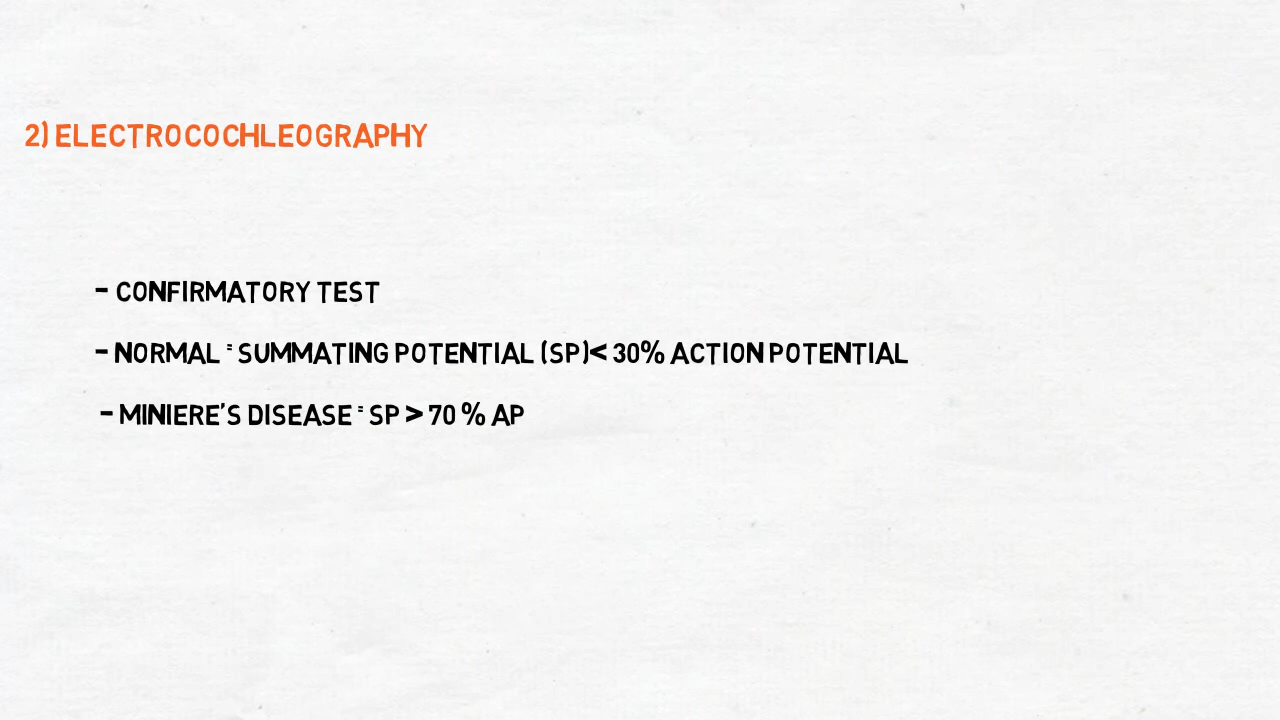 2) ELECTROCOCHLEOGRAPHY
- CONFIRMATORY TEST
- NORMAL = SUMMATING POTENTIAL (SP)< 30% ACTION POTENTIAL
- MINIERE'S DISEASE = SP > 70 % AP